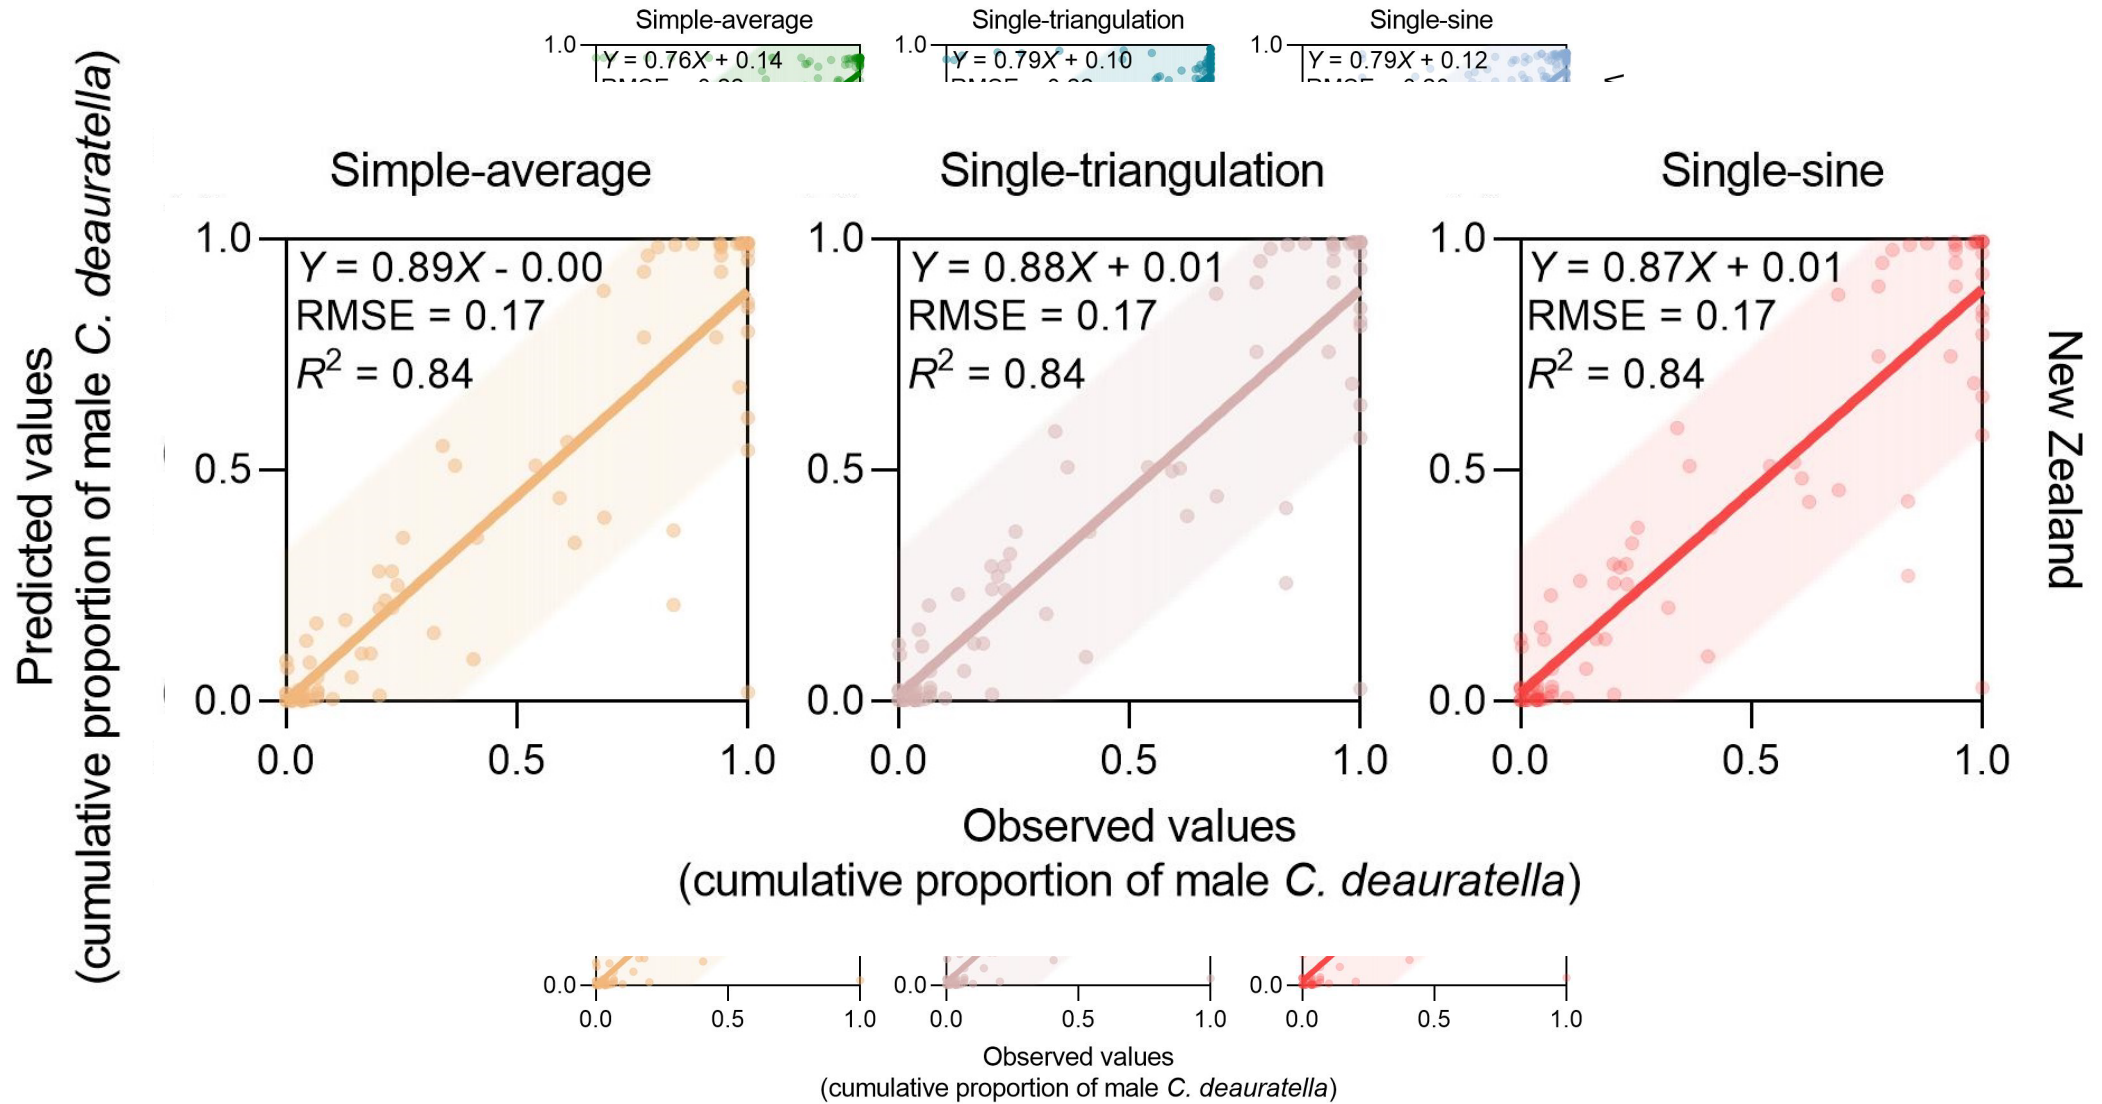 Simple-average Single-triangulation Single-sine
1.0 Y = 0.76X + 0.14 1.0 Y = 0.79X + 0.10 1.0 Y = 0.79X + 0.12
Predicted values
(cumulative proportion of male C. deauratella)
Simple-average Single-triangulation Single-sine
1.0 1.0 1.0
Y = 0.89X - 0.00 Y = 0.88X + 0.01 Y = 0.87X + 0.01
RMSE = 0.17 RMSE = 0.17 RMSE = 0.17
R² = 0.84 R² = 0.84 R² = 0.84
0.5 0.5 0.5
0.0 0.0 0.0
0.0 0.5 1.0 0.0 0.5 1.0 0.0 0.5 1.0
New Zealand
Observed values
(cumulative proportion of male C. deauratella)
0.0 0.0 0.0
0.0 0.5 1.0 0.0 0.5 1.0 0.0 0.5 1.0
Observed values
(cumulative proportion of male C. deauratella)